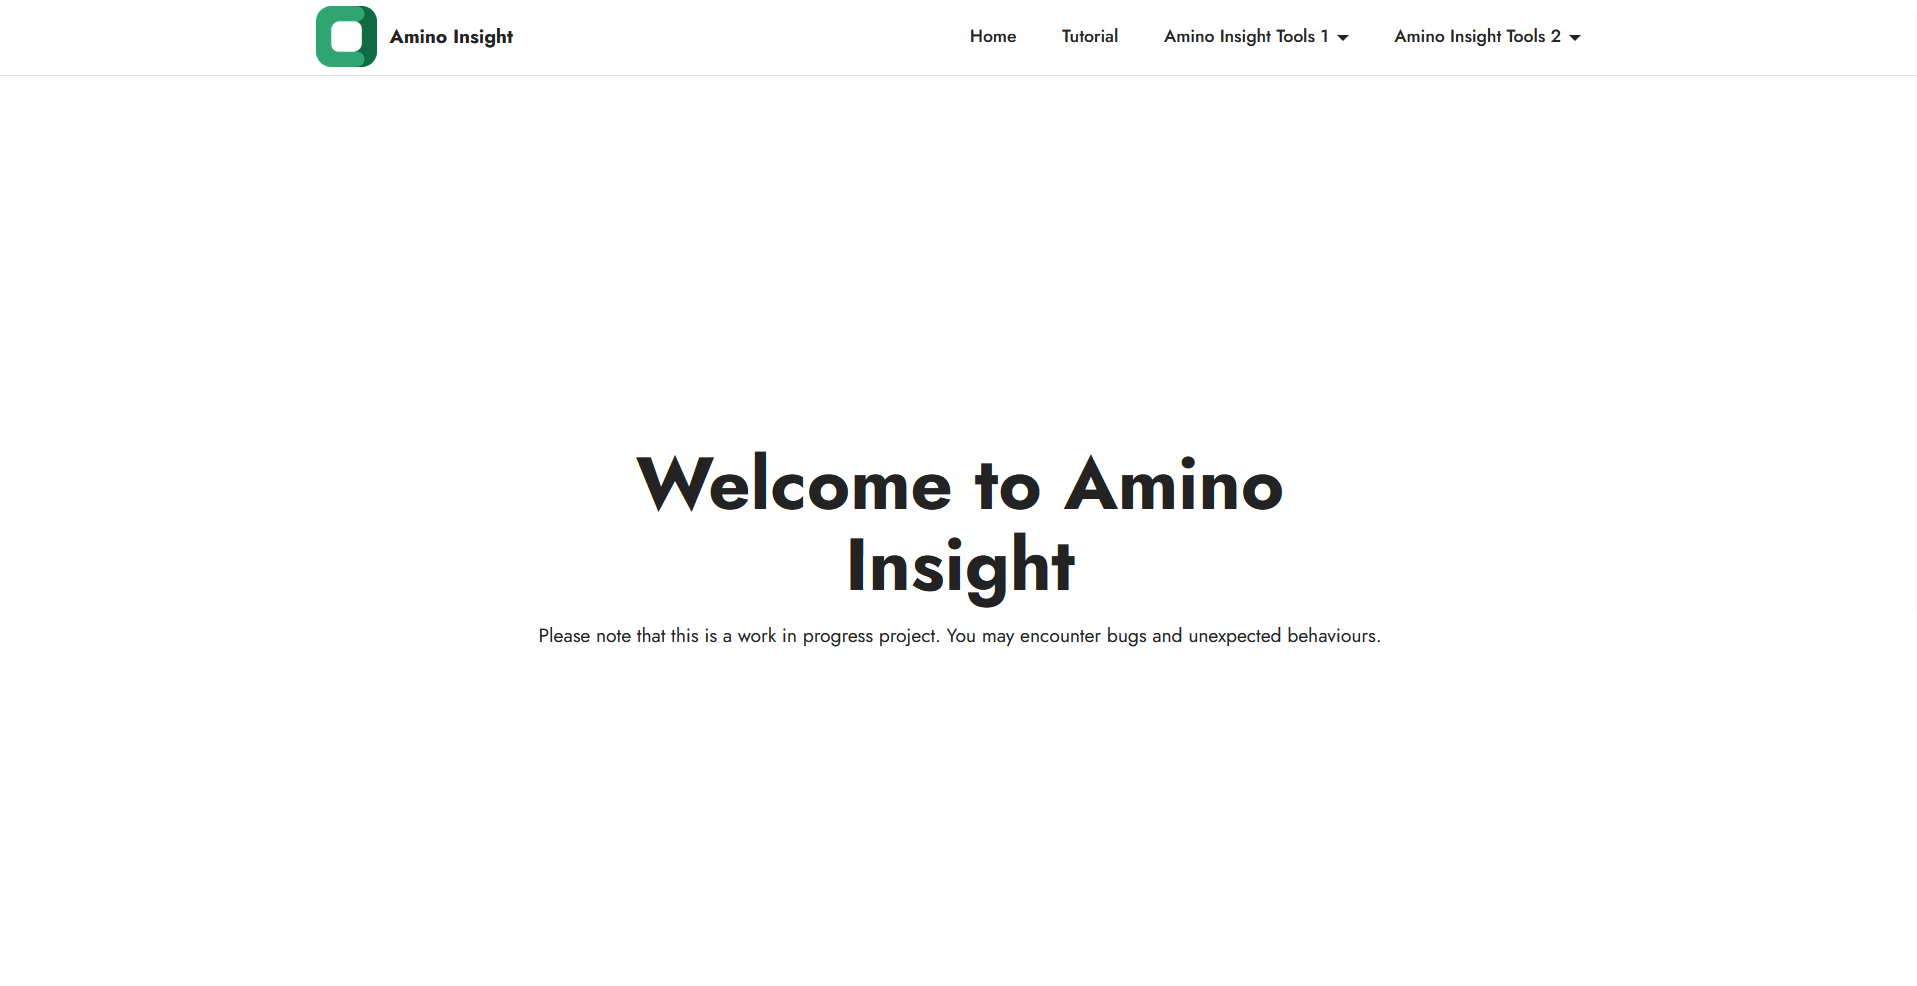 Amino Insight
Home
Tutorial
Amino Insight Tools 1
Amino Insight Tools 2
Welcome to Amino
Insight
Please note that this is a work in progress project. You may encounter bugs and unexpected behaviours.